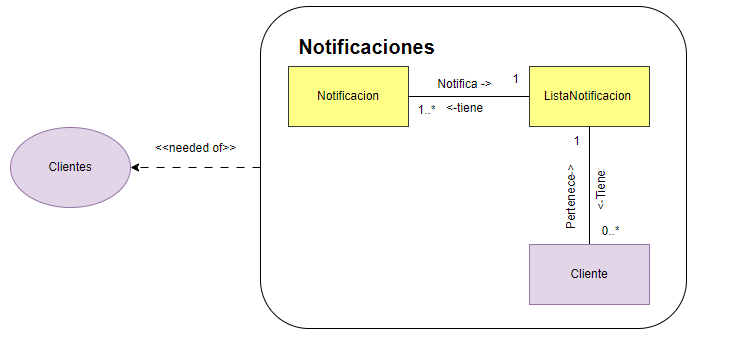 Notificaciones
Notificacion
Notifica ->
1
ListaNotificacion
1..*
<-tiene
Clientes
<<needed of>>
1
Pertenece->
<-Tiene
0..*
Cliente